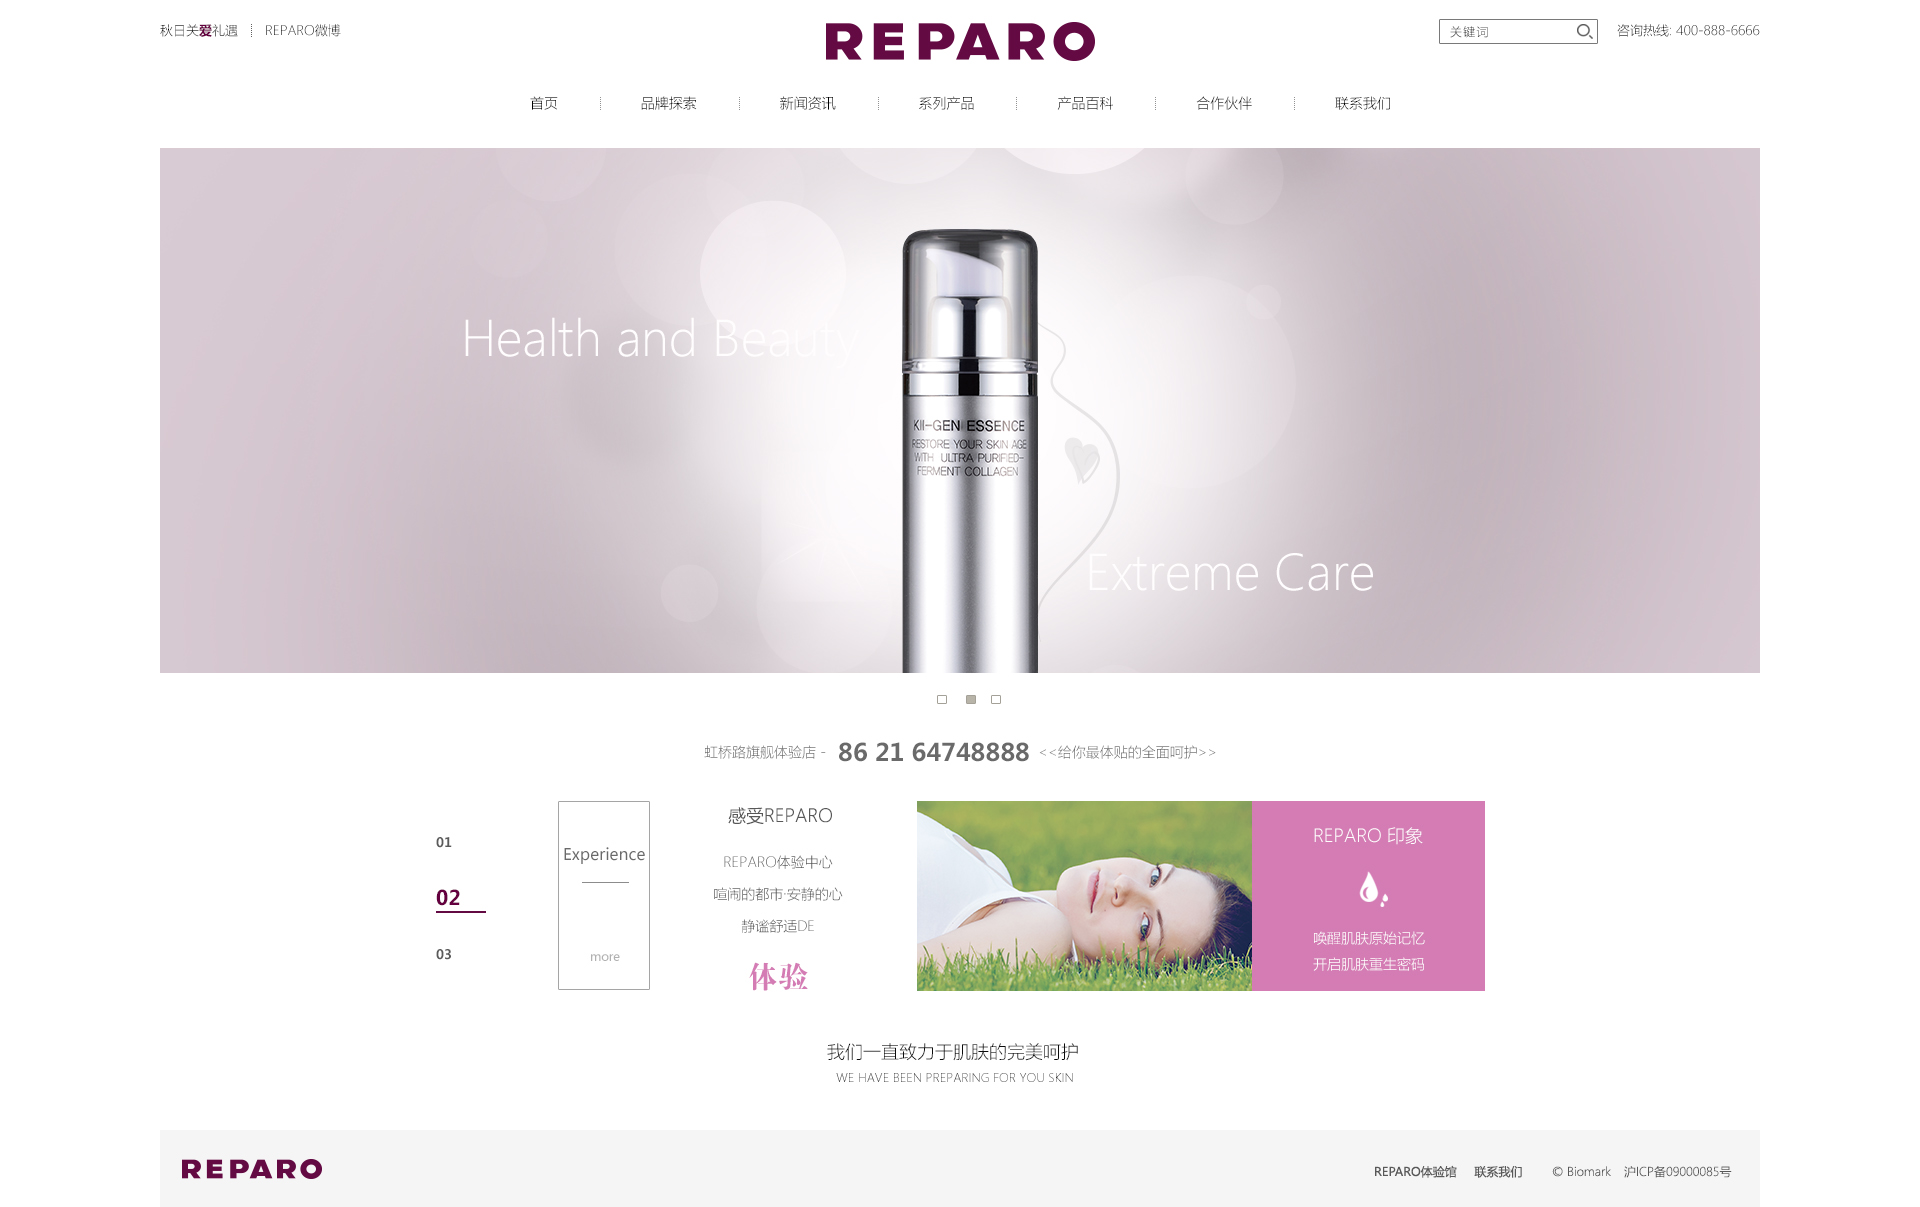 秋日关爱礼遇
REPARO微博
REPARO
关键词
咨询热线: 400-888-6666
首页
品牌探索
新闻资讯
系列产品
产品百科
合作伙伴
联系我们
Health and Beauty
KII-GEN ESSENCE
RESTORE YOUR SKIN AGE
WITH ULTRA PURIFIED-
FERMENT COLLAGEN
Extreme Care
虹桥路旗舰体验店 - 86 21 64748888 <<给你最体贴的全面呵护>>
01
02
03
Experience
more
感受REPARO
REPARO体验中心
喧闹的都市·安静的心
静谧舒适DE
体验
REPARO 印象
唤醒肌肤原始记忆
开启肌肤重生密码
我们一直致力于肌肤的完美呵护
WE HAVE BEEN PREPARING FOR YOU SKIN
REPARO
REPARO体验馆
联系我们
© Biomark
沪ICP备09000085号